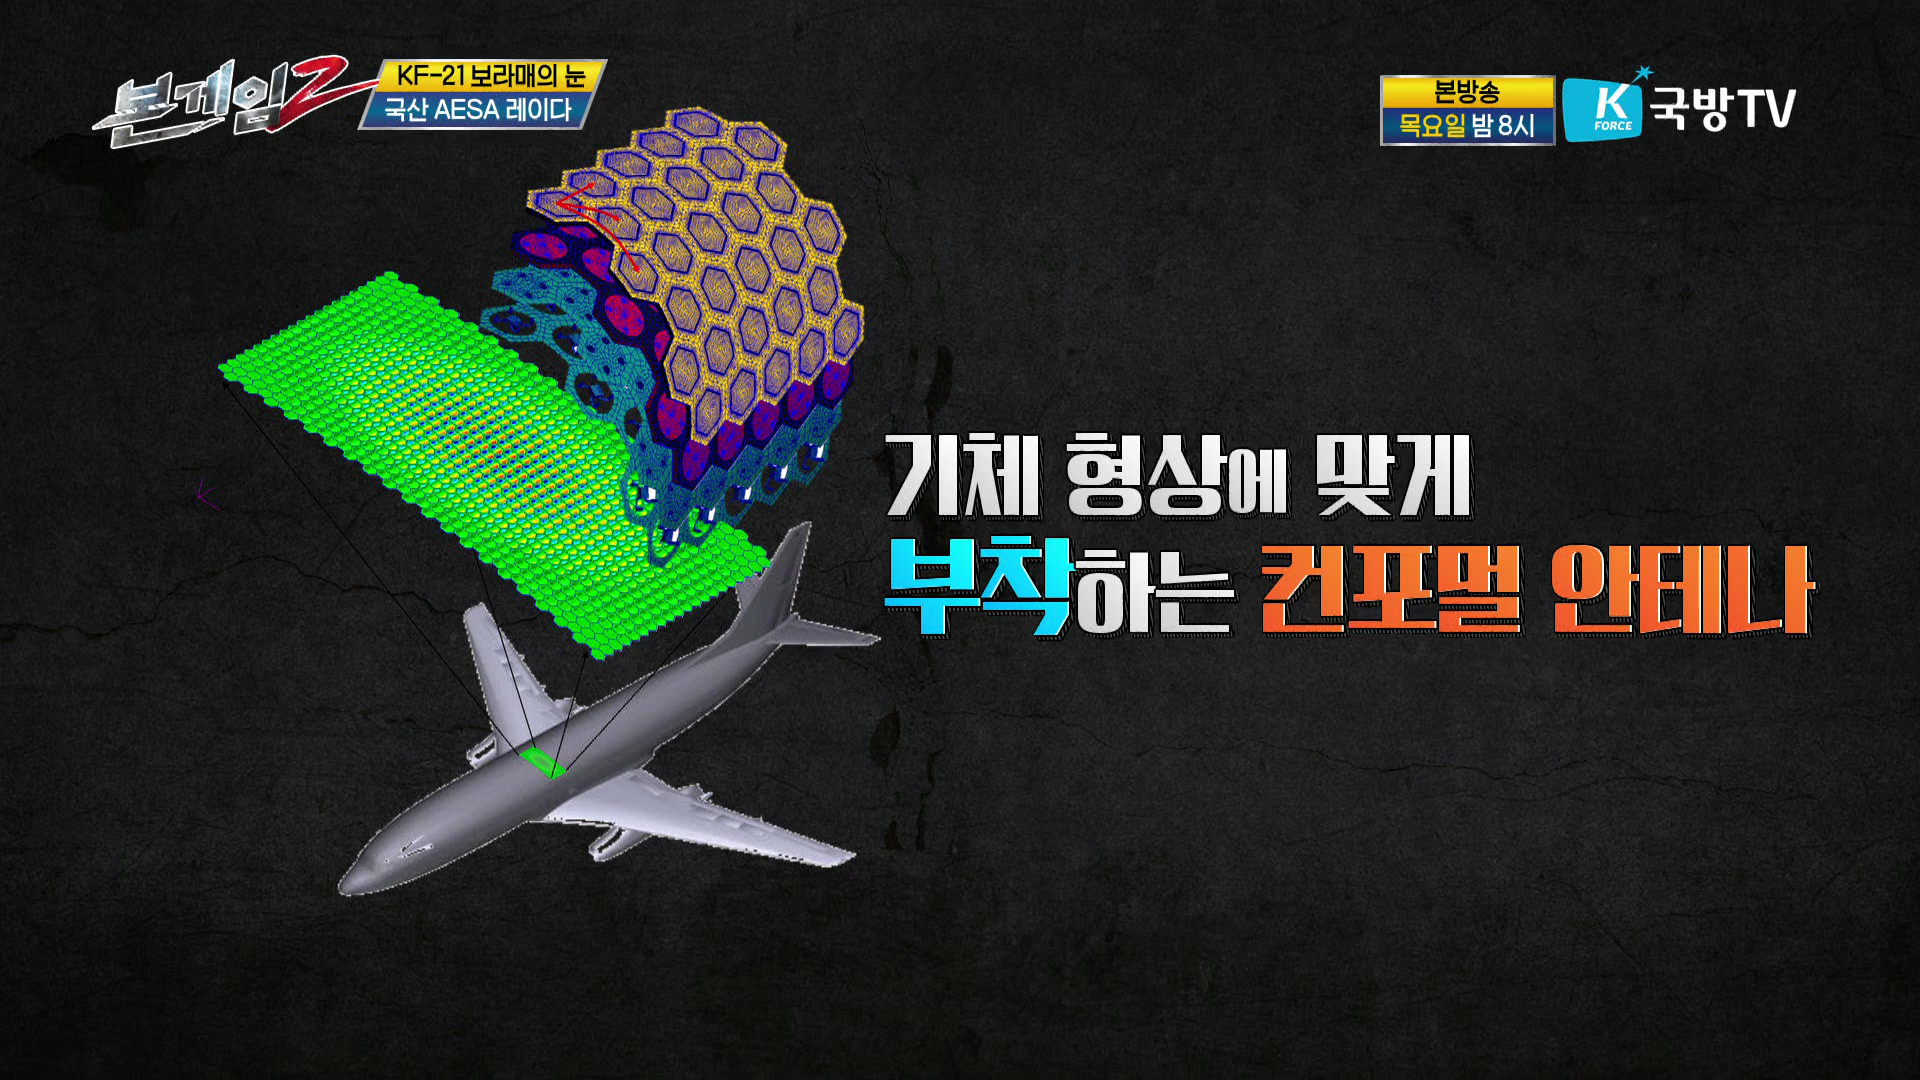 본게임2
KF-21 보라매의 눈
국산 AESA 레이다
본방송
목요일 밤 8시
K
FORCE
국방TV
기체 형상에 맞게
부착하는 컨포멀 안테나